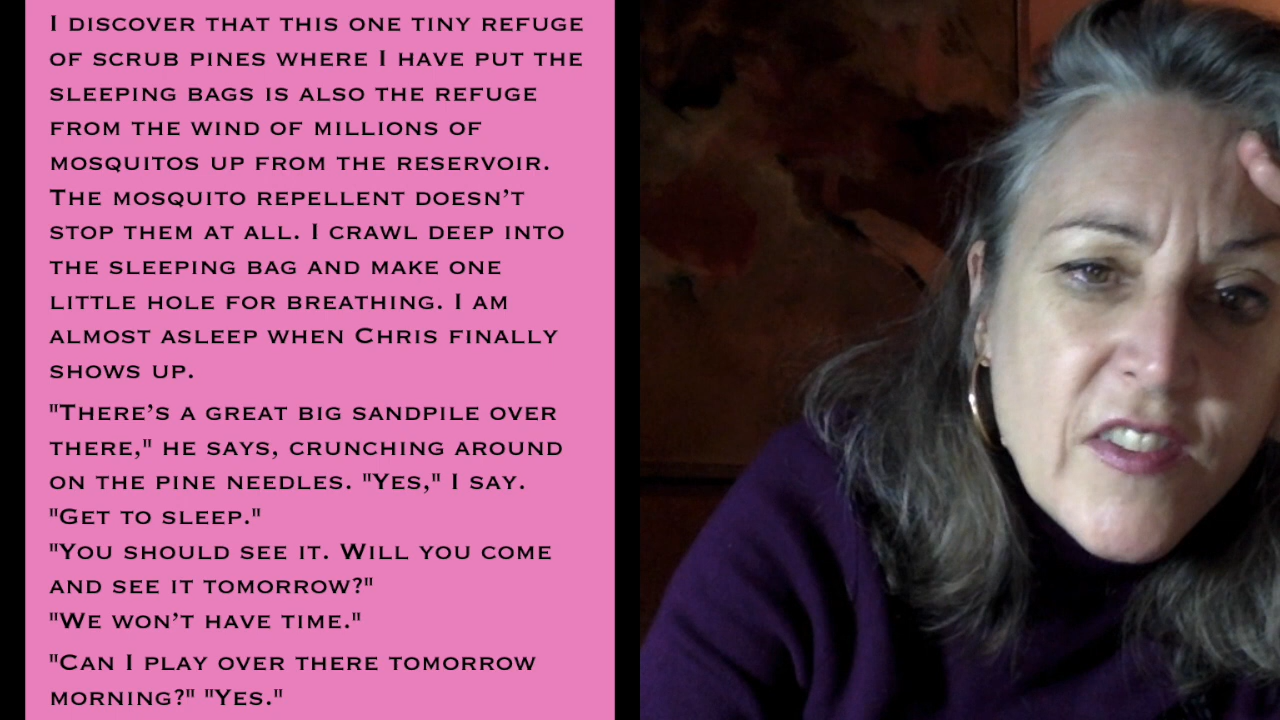 I DISCOVER THAT THIS ONE TINY REFUGE
OF SCRUB PINES WHERE I HAVE PUT THE
SLEEPING BAGS IS ALSO THE REFUGE
FROM THE WIND OF MILLIONS OF
MOSQUITOS UP FROM THE RESERVOIR.
THE MOSQUITO REPELLENT DOESN’T
STOP THEM AT ALL. I CRAWL DEEP INTO
THE SLEEPING BAG AND MAKE ONE
LITTLE HOLE FOR BREATHING. I AM
ALMOST ASLEEP WHEN CHRIS FINALLY
SHOWS UP.
"THERE’S A GREAT BIG SANDPILE OVER
THERE," HE SAYS, CRUNCHING AROUND
ON THE PINE NEEDLES. "YES," I SAY.
"GET TO SLEEP."
"YOU SHOULD SEE IT. WILL YOU COME
AND SEE IT TOMORROW?"
"WE WON’T HAVE TIME."
"CAN I PLAY OVER THERE TOMORROW
MORNING?" "YES."